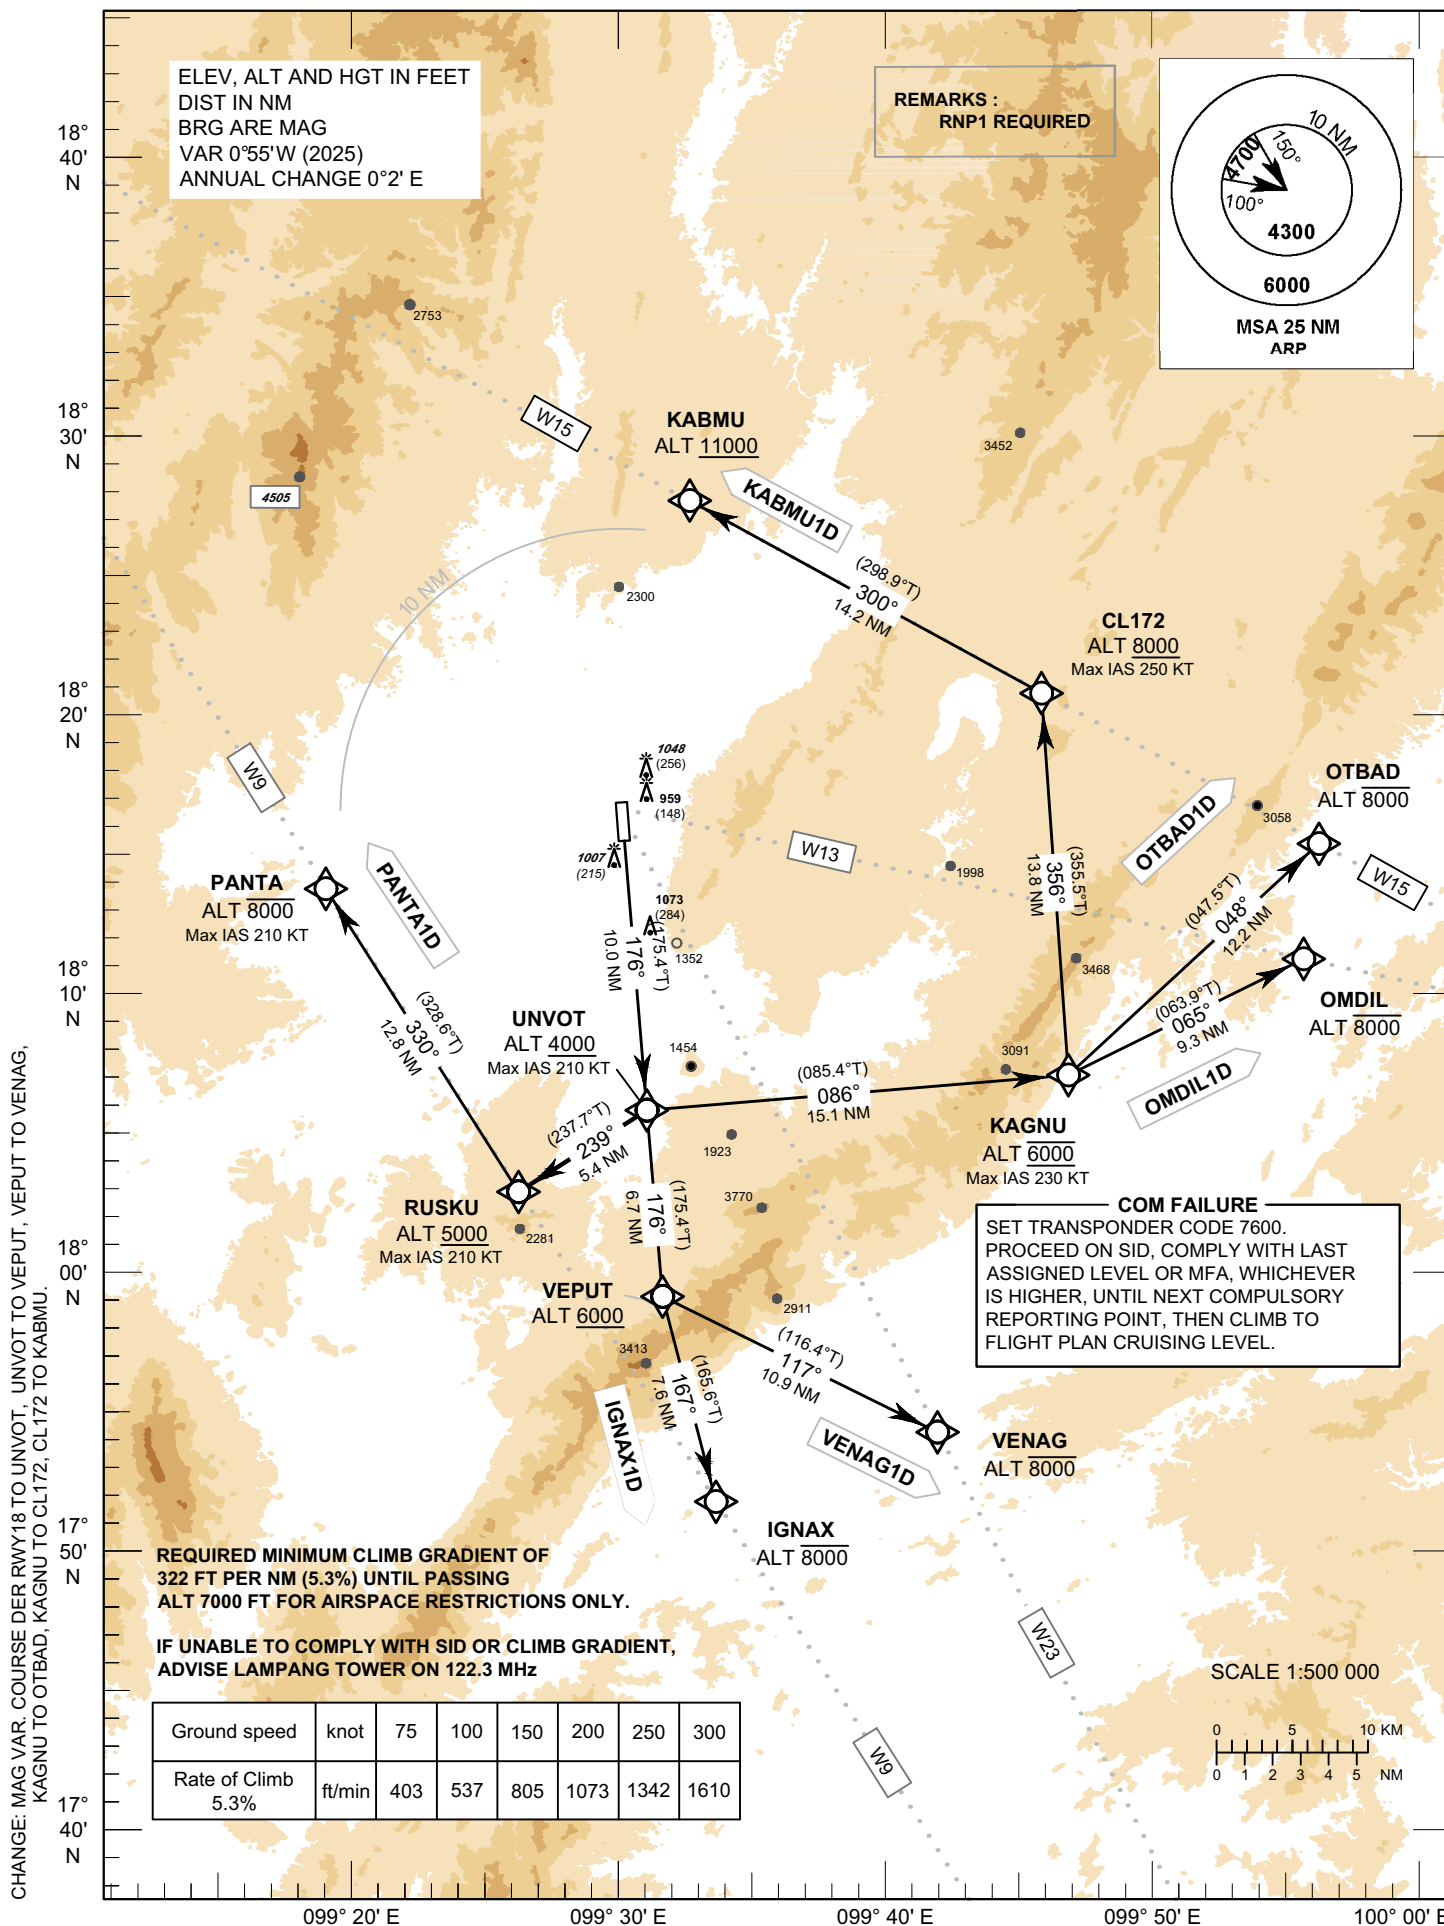 ELEV, ALT AND HGT IN FEET
DIST IN NM
BRG ARE MAG
VAR 0°55'W (2025)
ANNUAL CHANGE 0°2' E
REMARKS :
RNP1 REQUIRED
10 NM
4700
150°
100°
4300
6000
MSA 25 NM
ARP
18°
40'
N
2753
W15
KABMU
ALT 11000
3452
18°
30'
N
4505
KABMU1D
10 NM
2300
(298.9°T)
300°
14.2 NM
CL172
ALT 8000
Max IAS 250 KT
18°
20'
N
W9
1048
(256)
959
(148)
1007
(215)
W13
1998
OTBAD
ALT 8000
3058
OTBAD1D
W15
PANTA
ALT 8000
Max IAS 210 KT
PANTA1D
1073
(284)
1352
(175.4°T)
176°
10.0 NM
(355.5°T)
356°
13.8 NM
(047.5°T)
048°
12.2 NM
3468
18°
10'
N
OMDIL
ALT 8000
(063.9°T)
065°
9.3 NM
OMDIL1D
(328.6°T)
330°
12.8 NM
UNVOT
ALT 4000
Max IAS 210 KT
1454
3091
(085.4°T)
086°
15.1 NM
KAGNU
ALT 6000
Max IAS 230 KT
(237.7°T)
239°
5.4 NM
1923
3770
RUSKU
ALT 5000
Max IAS 210 KT
2281
(175.4°T)
176°
6.7 NM
COM FAILURE
SET TRANSPONDER CODE 7600.
PROCEED ON SID, COMPLY WITH LAST
ASSIGNED LEVEL OR MFA, WHICHEVER
IS HIGHER, UNTIL NEXT COMPULSORY
REPORTING POINT, THEN CLIMB TO
FLIGHT PLAN CRUISING LEVEL.
18°
00'
N
VEPUT
ALT 6000
2911
3413
(116.4°T)
117°
10.9 NM
(165.6°T)
167°
7.6 NM
IGNAX1D
VENAG1D
VENAG
ALT 8000
IGNAX
ALT 8000
17°
50'
N
REQUIRED MINIMUM CLIMB GRADIENT OF
322 FT PER NM (5.3%) UNTIL PASSING
ALT 7000 FT FOR AIRSPACE RESTRICTIONS ONLY.
IF UNABLE TO COMPLY WITH SID OR CLIMB GRADIENT,
ADVISE LAMPANG TOWER ON 122.3 MHz
W23
W9
SCALE 1:500 000
0 5 10 KM
0 1 2 3 4 5 NM
Ground speed knot 75 100 150 200 250 300
Rate of Climb 5.3% ft/min 403 537 805 1073 1342 1610
17°
40'
N
099° 20' E
099° 30' E
099° 40' E
099° 50' E
100° 00' E
CHANGE: MAG VAR. COURSE DER RWY18 TO UNVOT, UNVOT TO VEPUT, VEPUT TO VENAG,
KAGNU TO OTBAD, KAGNU TO CL172, CL172 TO KABMU.